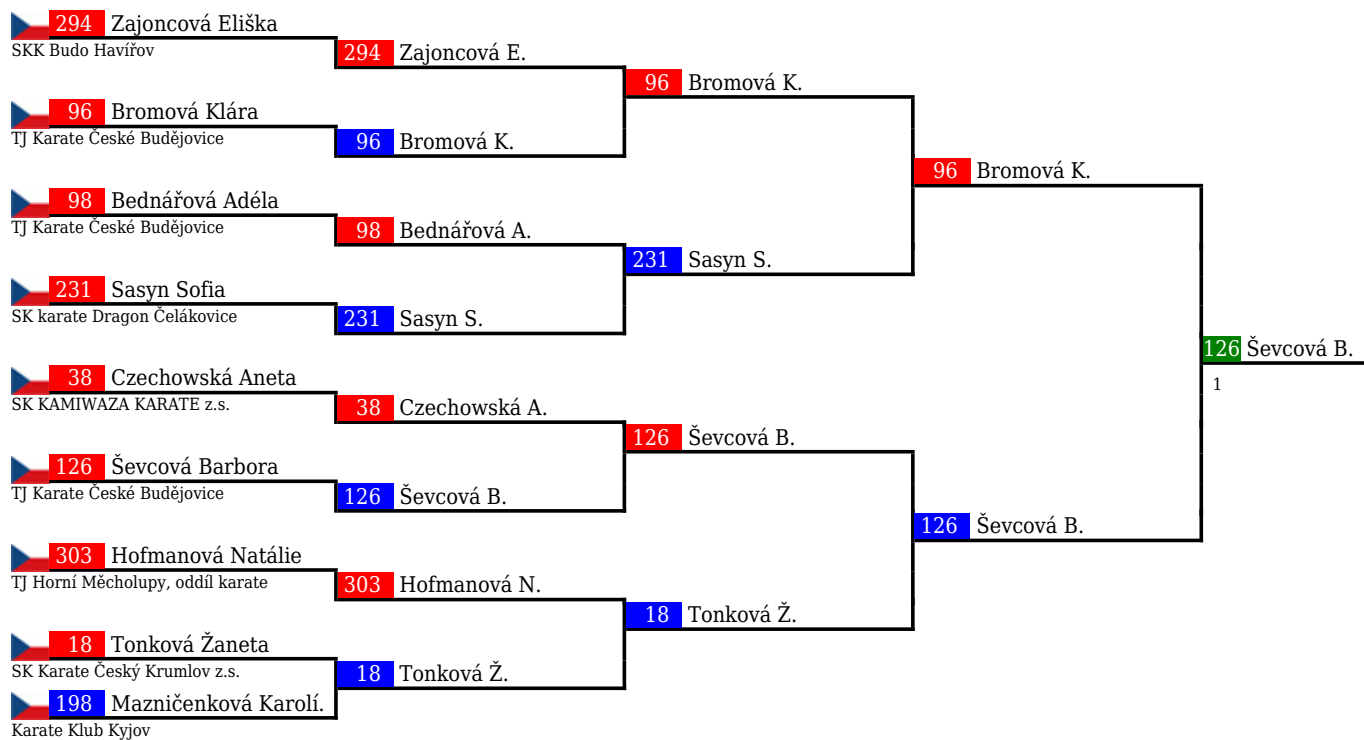 294 Zajoncová Eliška
SKK Budo Havířov
96 Bromová Klára
TJ Karate České Budějovice
98 Bednářová Adéla
TJ Karate České Budějovice
231 Sasyn Sofia
SK karate Dragon Čelákovice
38 Czechowská Aneta
SK KAMIWAZA KARATE z.s.
126 Ševcová Barbora
TJ Karate České Budějovice
303 Hofmanová Natálie
TJ Horní Měcholupy, oddíl karate
18 Tonková Žaneta
SK Karate Český Krumlov z.s.
198 Mazničenková Karolí.
Karate Klub Kyjov
294 Zajoncová E.
96 Bromová K.
98 Bednářová A.
231 Sasyn S.
38 Czechowská A.
126 Ševcová B.
303 Hofmanová N.
18 Tonková Ž.
96 Bromová K.
231 Sasyn S.
126 Ševcová B.
18 Tonková Ž.
96 Bromová K.
126 Ševcová B.
126 Ševcová B.
1